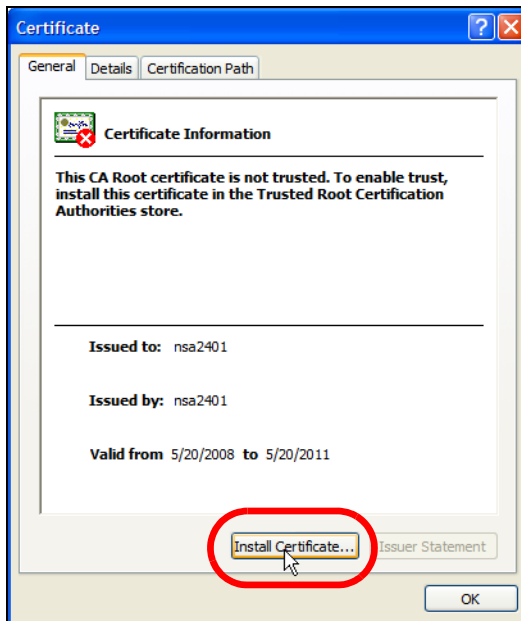 Certificate
?
X
General
Details
Certification Path
Certificate Information
This CA Root certificate is not trusted. To enable trust,
install this certificate in the Trusted Root Certification
Authorities store.
Issued to: nsa2401
Issued by: nsa2401
Valid from 5/20/2008 to 5/20/2011
Install Certificate...
Issuer Statement
OK